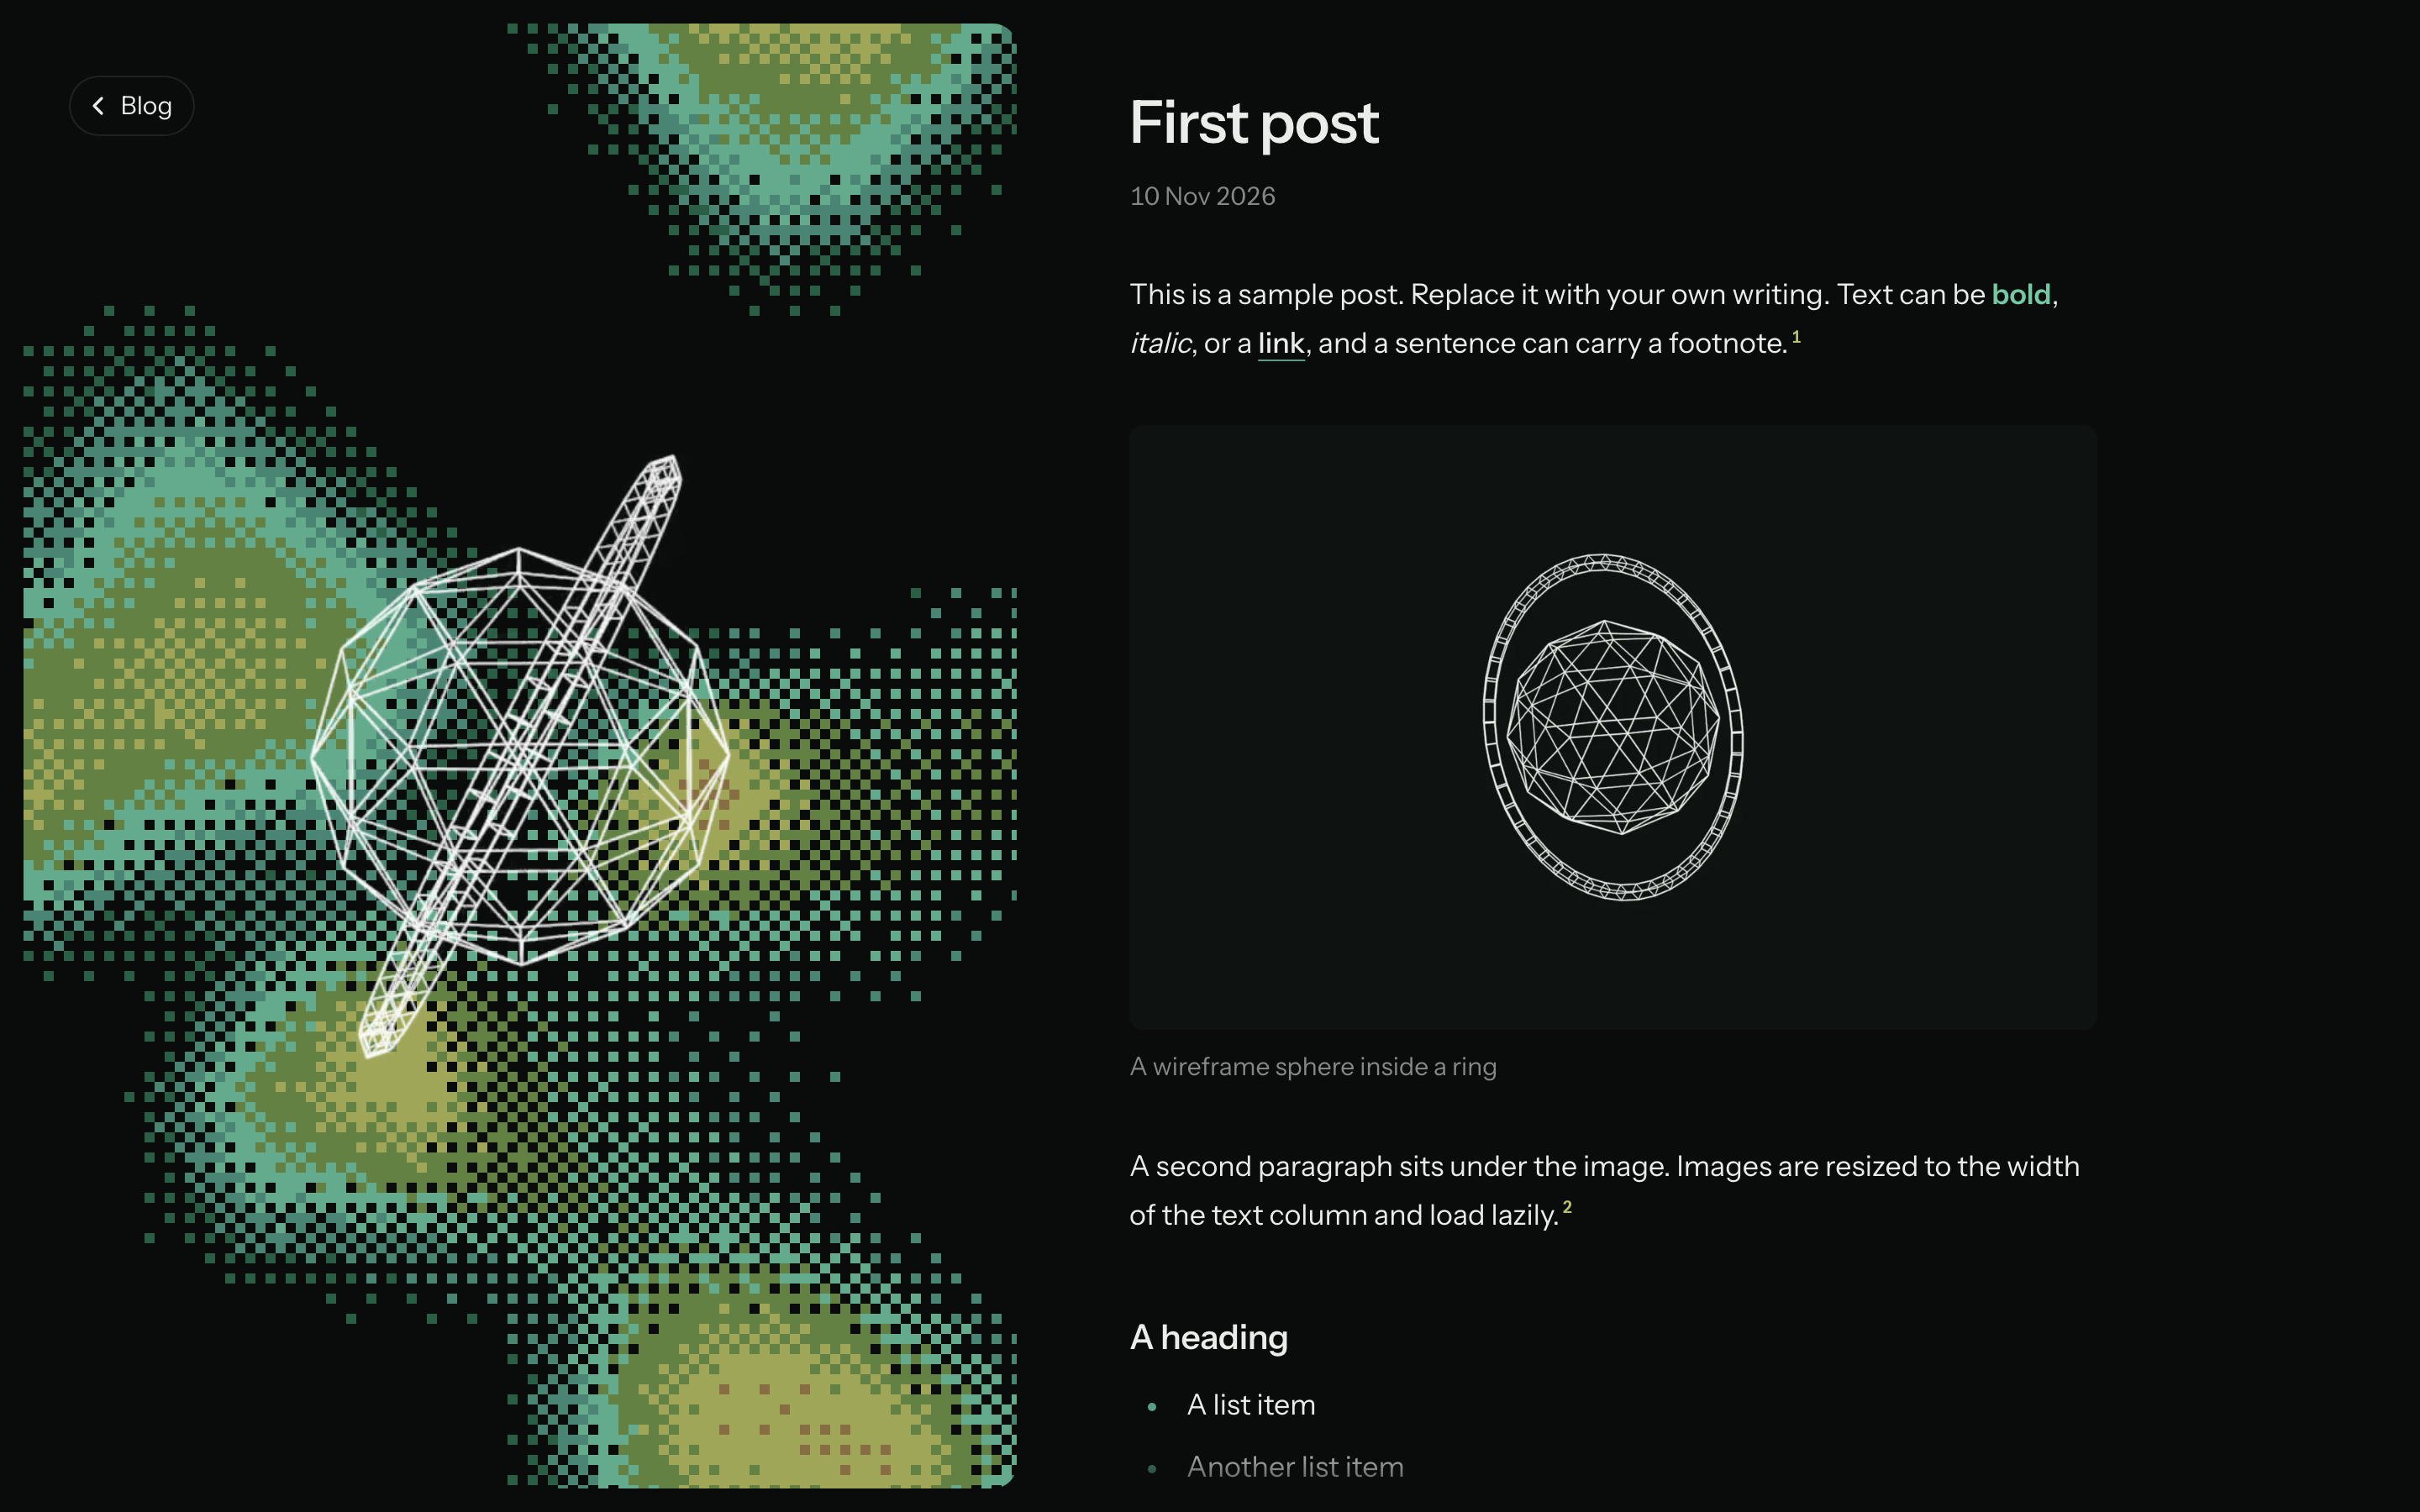 Blog
First post
10 Nov 2026
This is a sample post. Replace it with your own writing. Text can be bold,
italic, or a link, and a sentence can carry a footnote. 1
A wireframe sphere inside a ring
A second paragraph sits under the image. Images are resized to the width
of the text column and load lazily. 2
A heading
A list item
Another list item